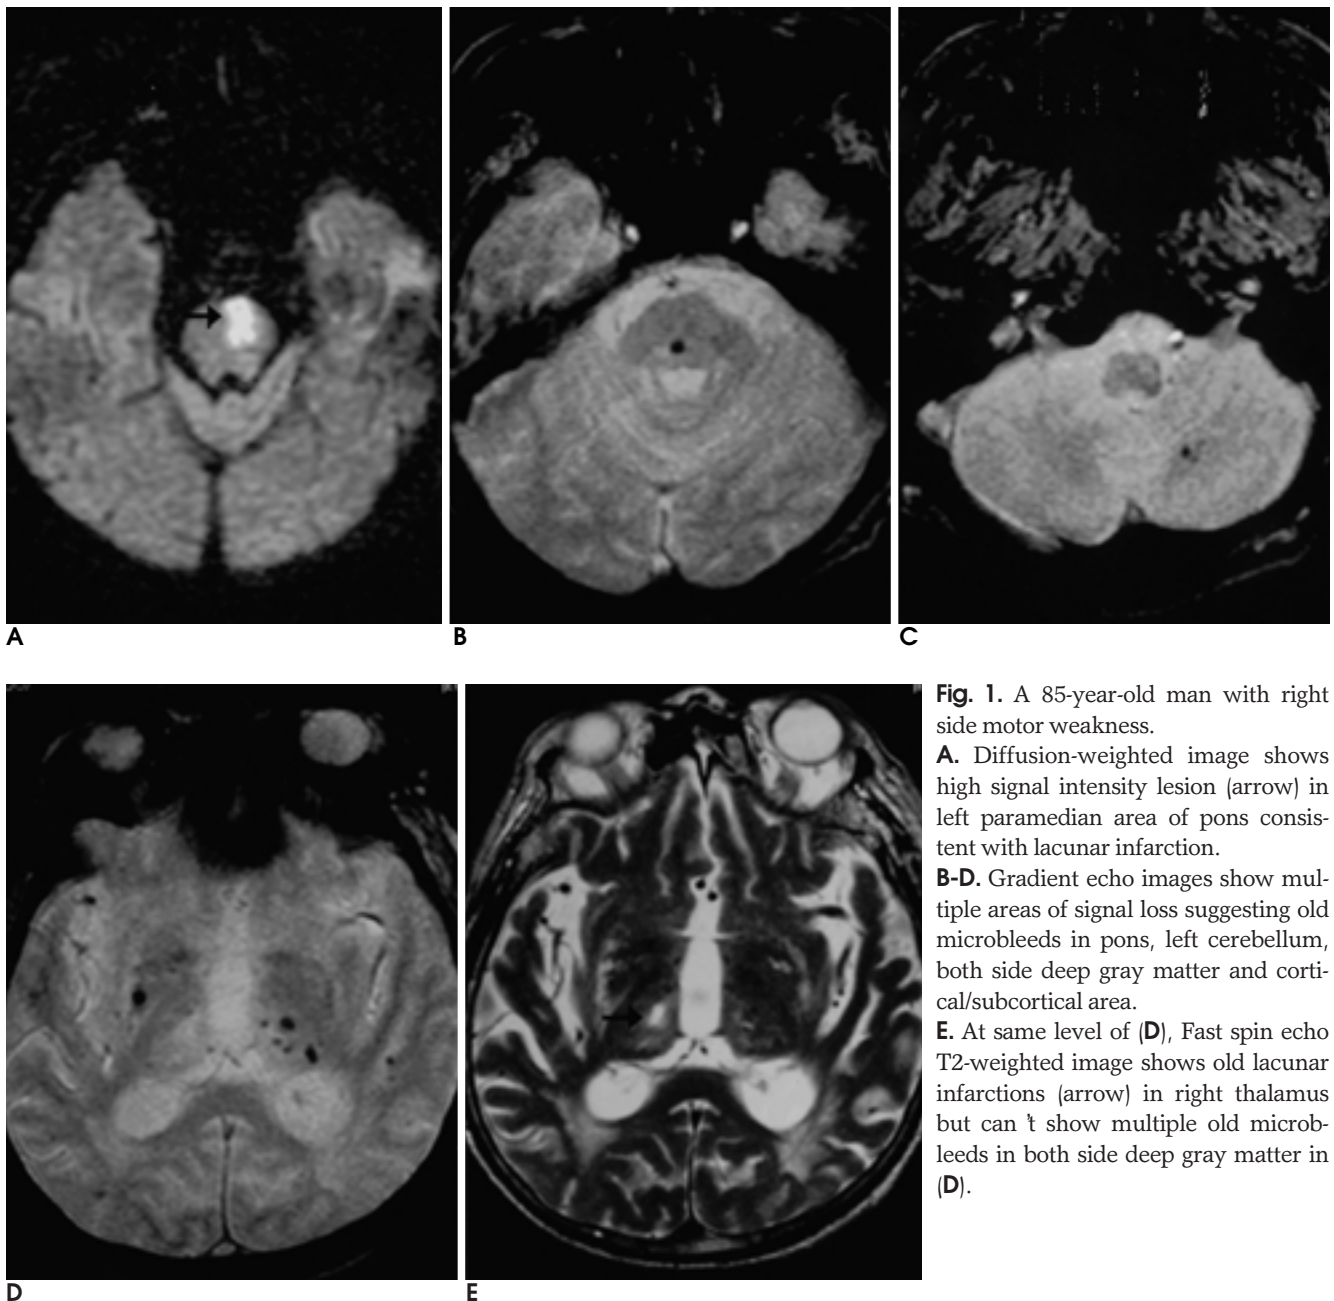 A
B
C
Fig. 1. A 85-year-old man with right
side motor weakness.
A. Diffusion-weighted image shows
high signal intensity lesion (arrow) in
left paramedian area of pons consis-
tent with lacunar infarction.
B-D. Gradient echo images show mul-
tiple areas of signal loss suggesting old
microbleeds in pons, left cerebellum,
both side deep gray matter and corti-
cal/subcortical area.
E. At same level of (D), Fast spin echo
T2-weighted image shows old lacunar
infarctions (arrow) in right thalamus
but can 't show multiple old microb-
leeds in both side deep gray matter in
(D).
D
E